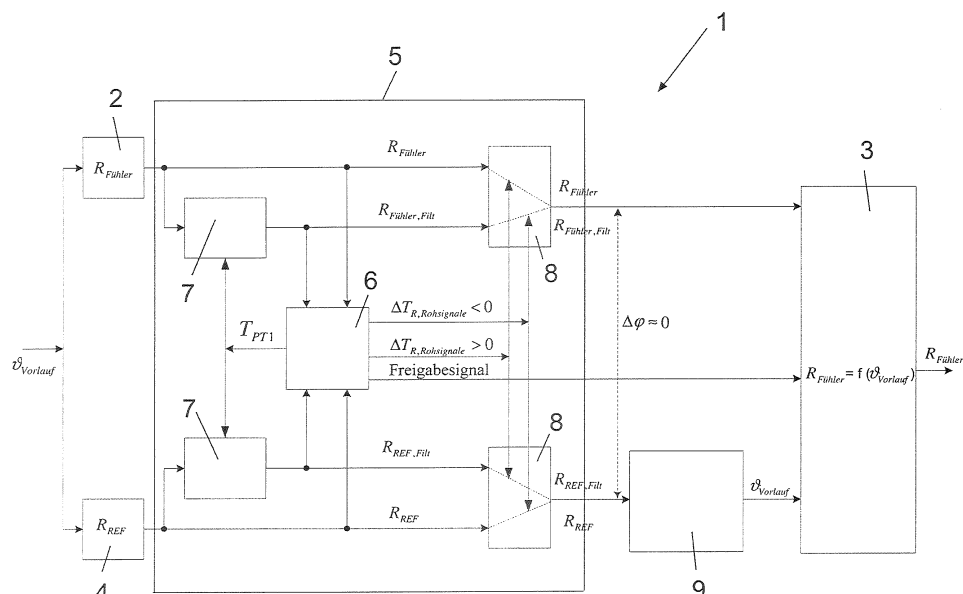 1
5
2
3
R_Fühler
R_Fühler
R_Fühler
R_Fühler,Filt
R_Fühler,Filt
7
8
6
ΔT_R,Rohsignale < 0
T_PT1
Δφ ≈ 0
ΔT_R,Rohsignale > 0
ϑ_Vorlauf
Freigabesignal
R_Fühler
R_Fühler = f (ϑ_Vorlauf)
7
8
R_REF,Filt
R_REF,Filt
ϑ_Vorlauf
R_REF
R_REF
R_REF
4
9